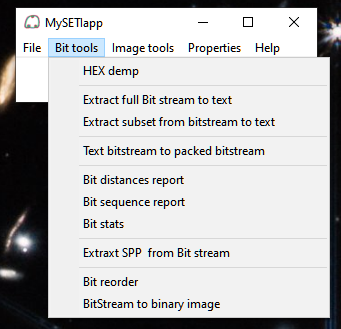 MySETIapp
File Bit tools Image tools Properties Help
HEX demp
Extract full Bit stream to text
Extract subset from bitstream to text
Text bitstream to packed bitstream
Bit distances report
Bit sequence report
Bit stats
Extraxt SPP  from Bit stream
Bit reorder
BitStream to binary image